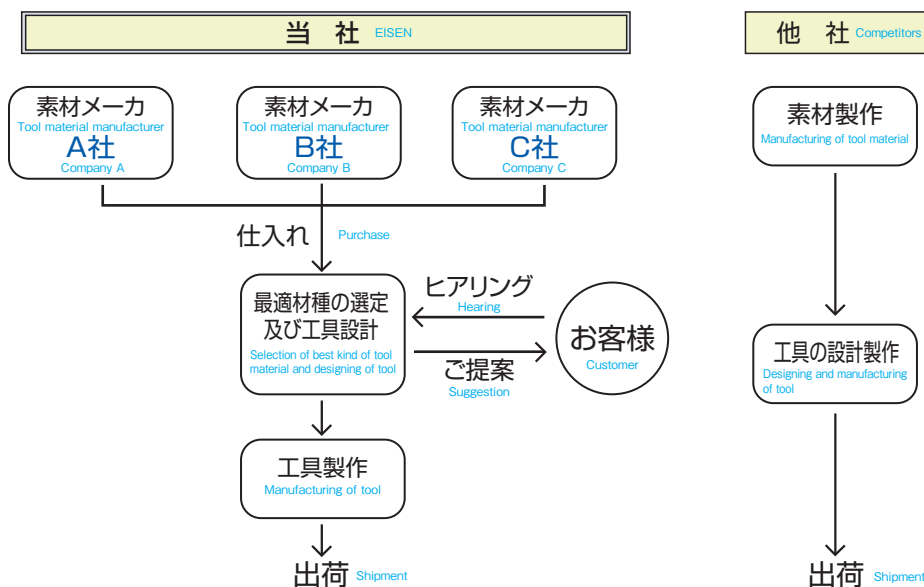 当 社 EISEN
素材メーカ
Tool material manufacturer
A社
Company A
素材メーカ
Tool material manufacturer
B社
Company B
素材メーカ
Tool material manufacturer
C社
Company C
仕入れ Purchase
最適材種の選定
及び工具設計
Selection of best kind of tool
material and designing of tool
ヒアリング
Hearing
ご提案
Suggestion
お客様
Customer
工具製作
Manufacturing of tool
出荷 Shipment
他 社 Competitors
素材製作
Manufacturing of tool material
工具の設計製作
Designing and manufacturing
of tool
出荷 Shipment